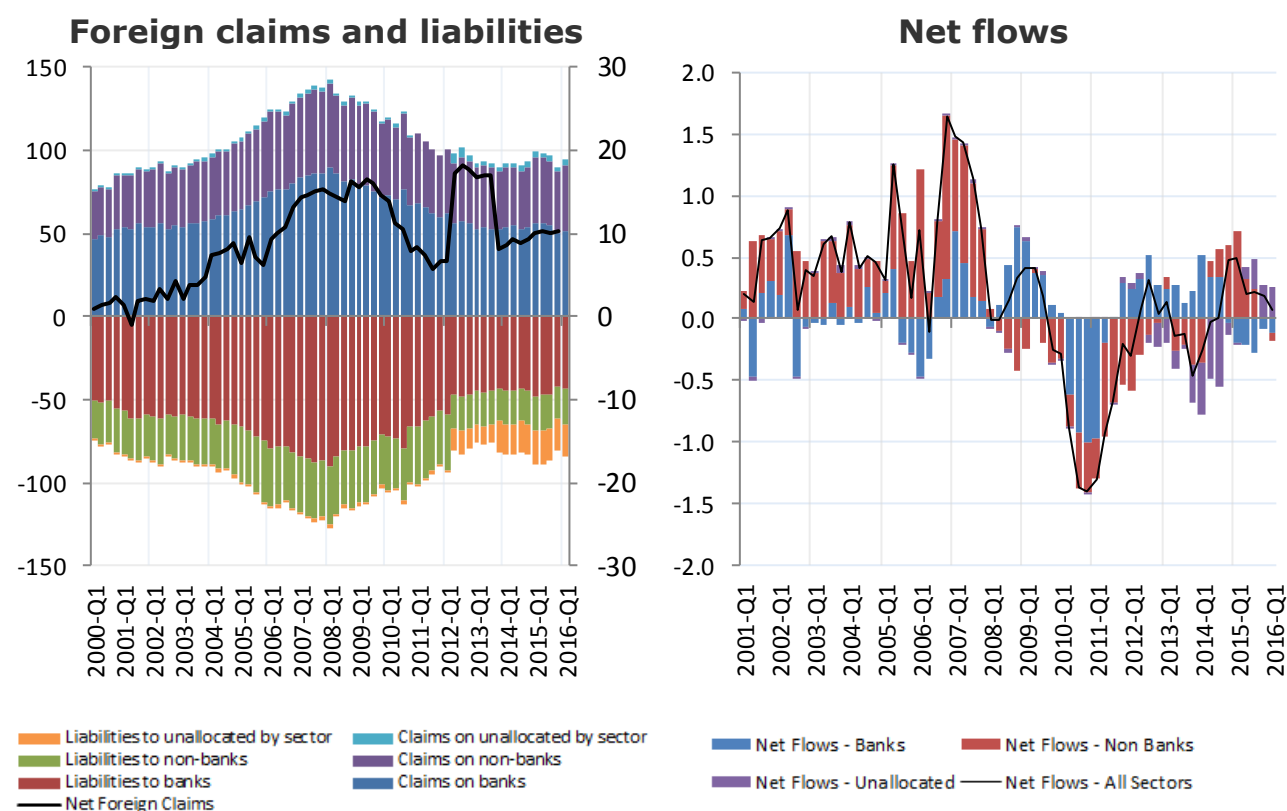 Foreign claims and liabilities
150
100
50
0
-50
-100
-150
30
20
10
0
-10
-20
-30
2000-Q1
2001-Q1
2002-Q1
2003-Q1
2004-Q1
2005-Q1
2006-Q1
2007-Q1
2008-Q1
2009-Q1
2010-Q1
2011-Q1
2012-Q1
2013-Q1
2014-Q1
2015-Q1
2016-Q1
Liabilities to unallocated by sector
Claims on unallocated by sector
Liabilities to non-banks
Claims on non-banks
Liabilities to banks
Claims on banks
Net Foreign Claims
Net flows
2.0
1.5
1.0
0.5
0.0
-0.5
-1.0
-1.5
-2.0
2001-Q1
2002-Q1
2003-Q1
2004-Q1
2005-Q1
2006-Q1
2007-Q1
2008-Q1
2009-Q1
2010-Q1
2011-Q1
2012-Q1
2013-Q1
2014-Q1
2015-Q1
2016-Q1
Net Flows - Banks
Net Flows - Non Banks
Net Flows - Unallocated
Net Flows - All Sectors